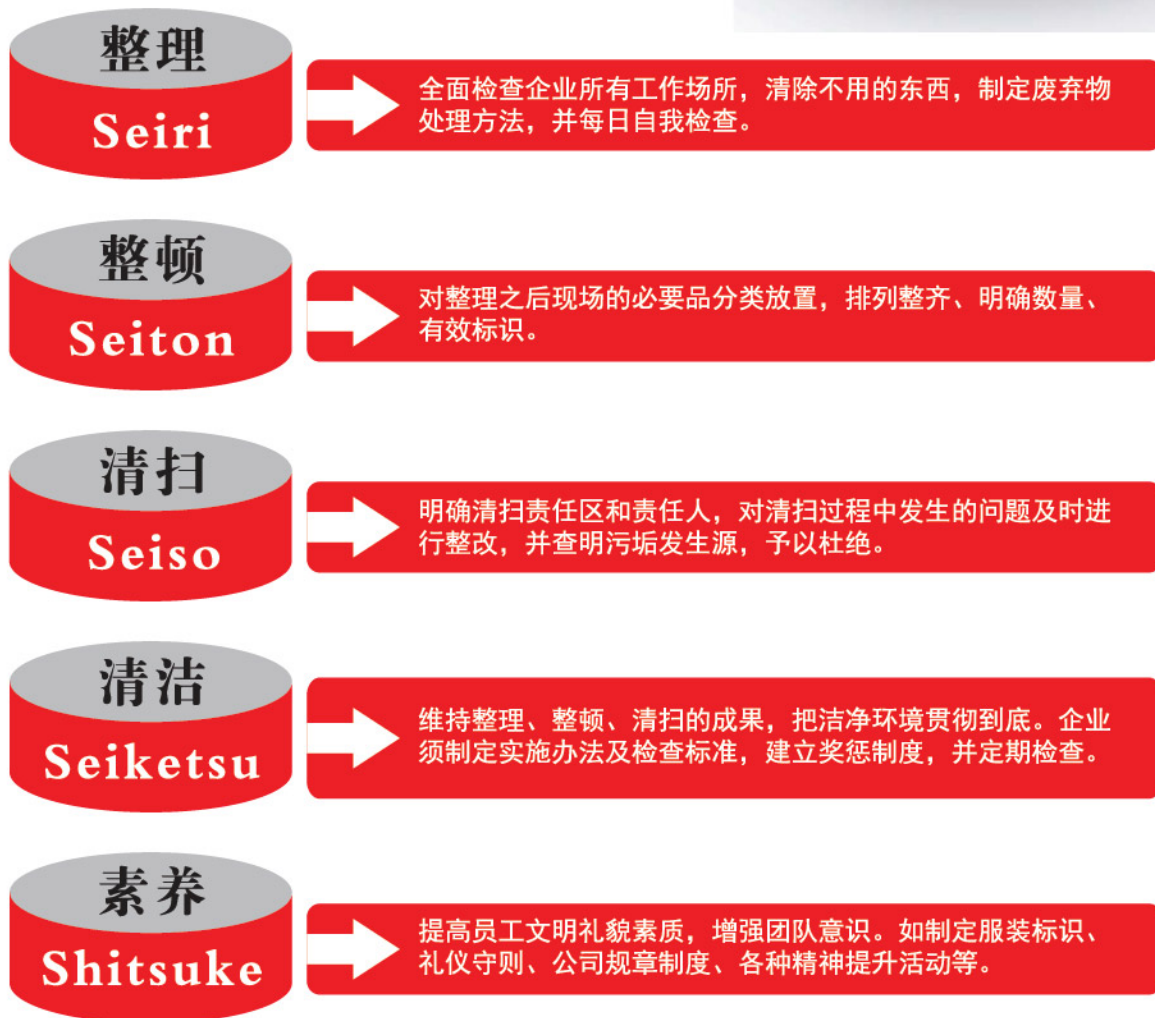 整理
Seiri
全面检查企业所有工作场所，清除不用的东西，制定废弃物
处理方法，并每日自我检查。
整顿
Seiton
对整理之后现场的必要品分类放置，排列整齐、明确数量、
有效标识。
清扫
Seiso
明确清扫责任区和责任人，对清扫过程中发生的问题及时进
行整改，并查明污垢发生源，予以杜绝。
清洁
Seiketsu
维持整理、整顿、清扫的成果，把洁净环境贯彻到底。企业
须制定实施办法及检查标准，建立奖惩制度，并定期检查。
素养
Shitsuke
提高员工文明礼貌素质，增强团队意识。如制定服装标识、
礼仪守则、公司规章制度、各种精神提升活动等。